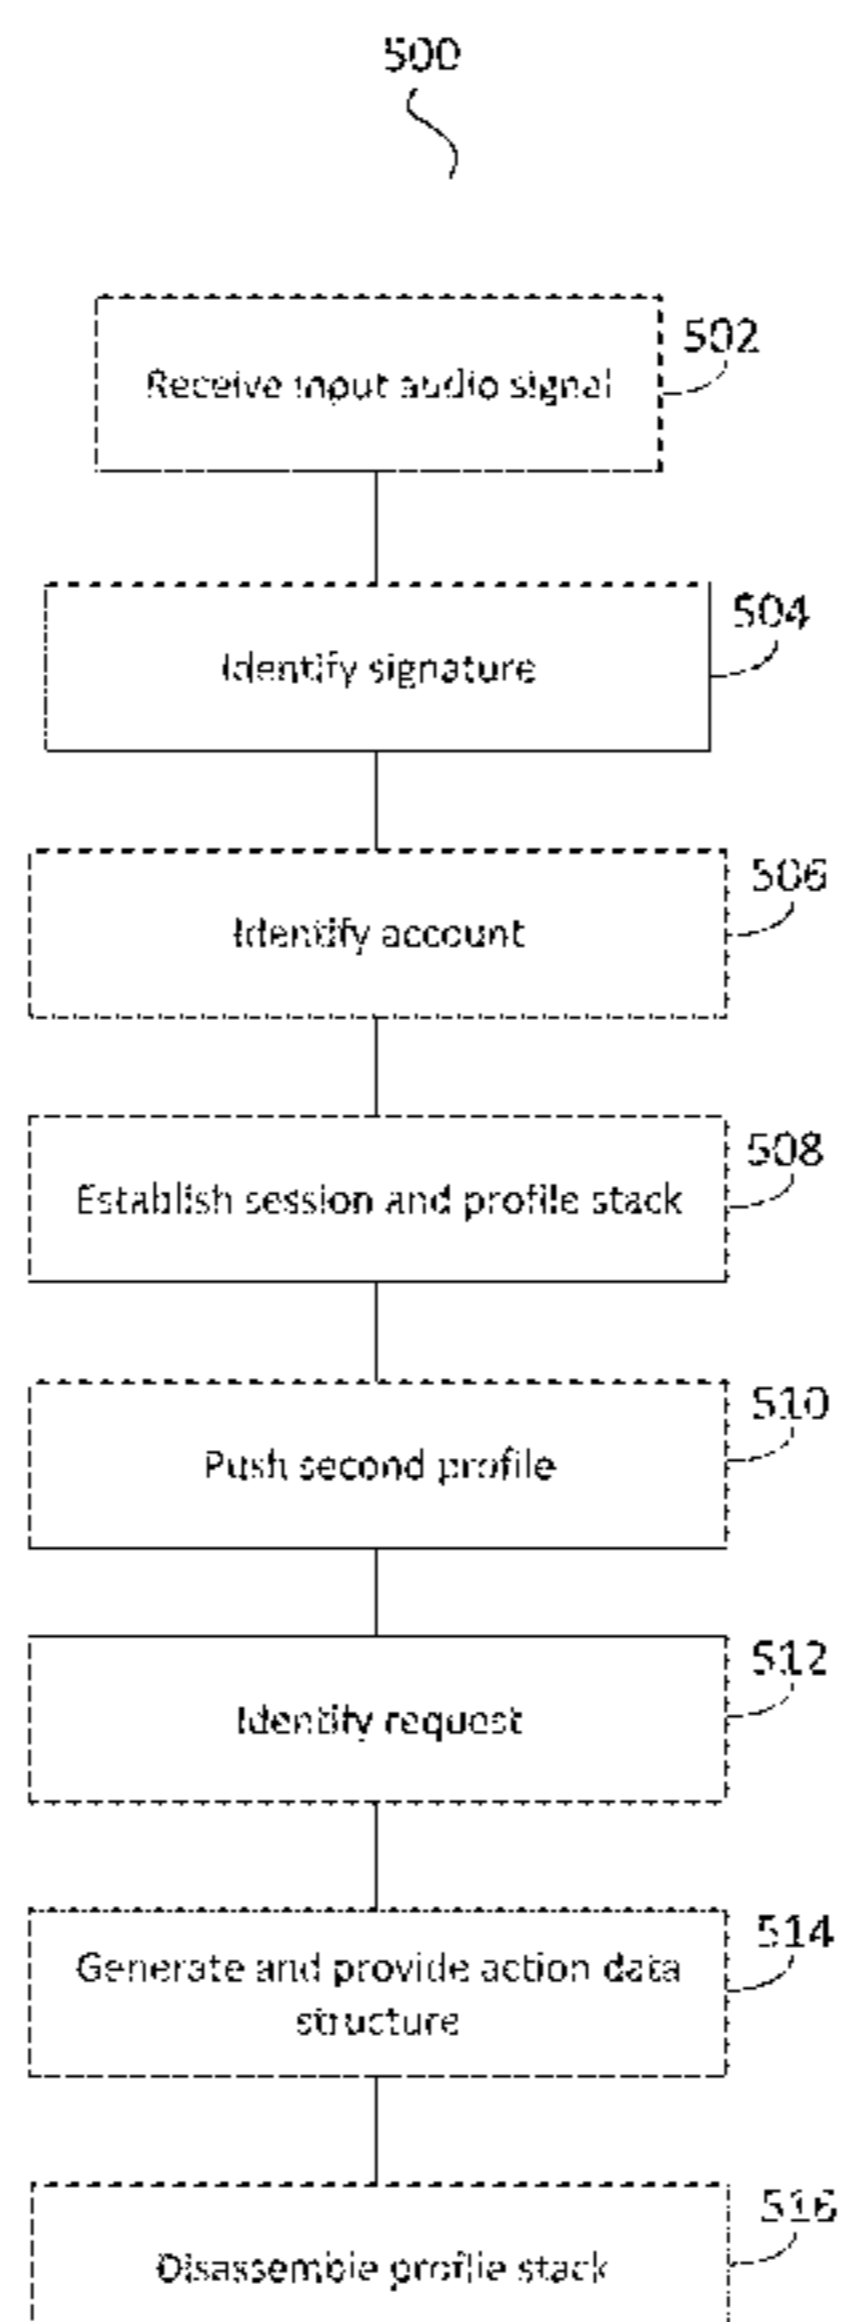 500
502
Receive input audio signal
504
Identify signature
506
Identify account
508
Establish session and profile stack
510
Push second profile
512
Identify request
514
Generate and provide action data
structure
516
Disassemble profile stack